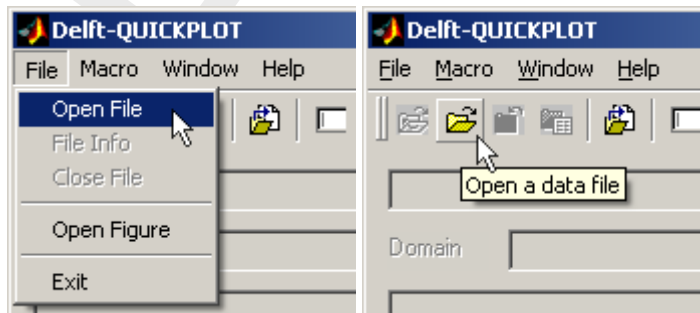 Delft-QUICKPLOT
File Macro Window Help
Open File
File Info
Close File
Open Figure
Exit
Delft-QUICKPLOT
File Macro Window Help
Open a data file
Domain